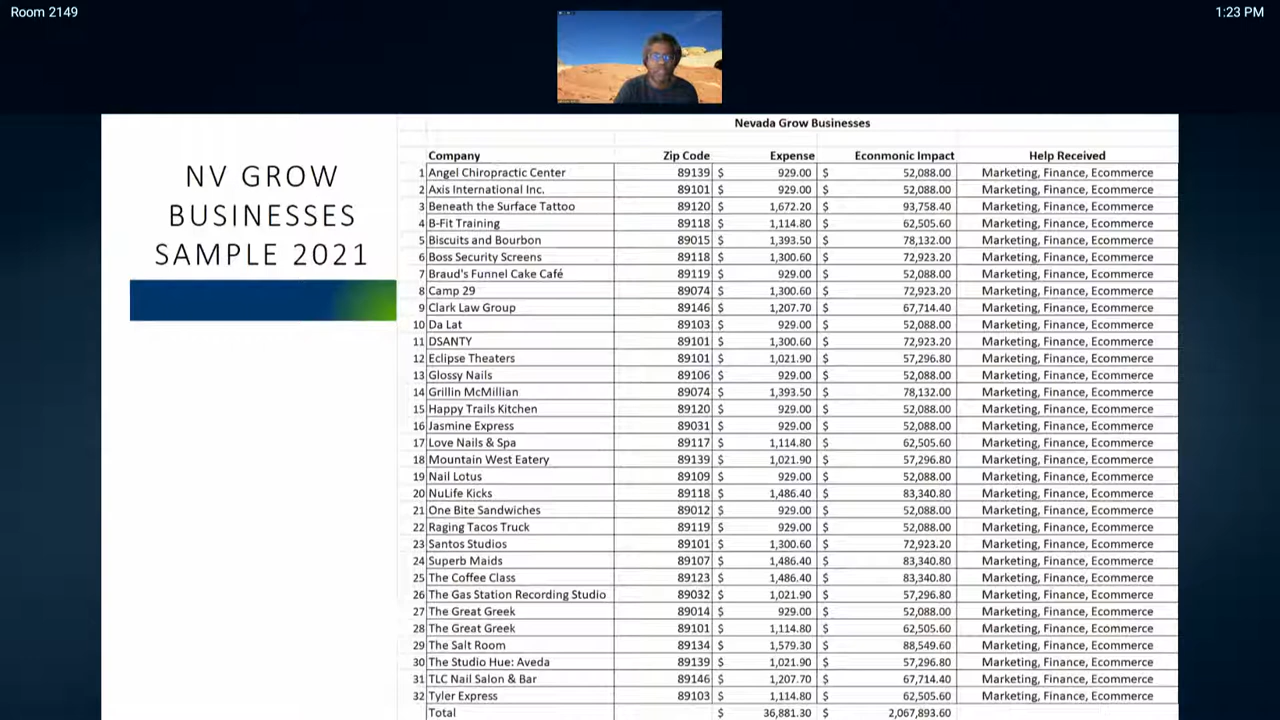 Room 2149
1:23 PM
NV GROW
BUSINESSES
SAMPLE 2021
Nevada Grow Businesses
Company Zip Code Expense Econmonic Impact Help Received
1 Angel Chiropractic Center 89139 $ 929.00 $ 52,088.00 Marketing, Finance, Ecommerce
2 Axis International Inc. 89101 $ 929.00 $ 52,088.00 Marketing, Finance, Ecommerce
3 Beneath the Surface Tattoo 89120 $ 1,672.20 $ 93,758.40 Marketing, Finance, Ecommerce
4 B-Fit Training 89118 $ 1,114.80 $ 62,505.60 Marketing, Finance, Ecommerce
5 Biscuits and Bourbon 89015 $ 1,393.50 $ 78,132.00 Marketing, Finance, Ecommerce
6 Boss Security Screens 89118 $ 1,300.60 $ 72,923.20 Marketing, Finance, Ecommerce
7 Braud's Funnel Cake Café 89119 $ 929.00 $ 52,088.00 Marketing, Finance, Ecommerce
8 Camp 29 89074 $ 1,300.60 $ 72,923.20 Marketing, Finance, Ecommerce
9 Clark Law Group 89146 $ 1,207.70 $ 67,714.40 Marketing, Finance, Ecommerce
10 Da Lat 89103 $ 929.00 $ 52,088.00 Marketing, Finance, Ecommerce
11 DSANTY 89101 $ 1,300.60 $ 72,923.20 Marketing, Finance, Ecommerce
12 Eclipse Theaters 89101 $ 1,021.90 $ 57,296.80 Marketing, Finance, Ecommerce
13 Glossy Nails 89106 $ 929.00 $ 52,088.00 Marketing, Finance, Ecommerce
14 Grillin McMillian 89074 $ 1,393.50 $ 78,132.00 Marketing, Finance, Ecommerce
15 Happy Trails Kitchen 89120 $ 929.00 $ 52,088.00 Marketing, Finance, Ecommerce
16 Jasmine Express 89031 $ 929.00 $ 52,088.00 Marketing, Finance, Ecommerce
17 Love Nails & Spa 89117 $ 1,114.80 $ 62,505.60 Marketing, Finance, Ecommerce
18 Mountain West Eatery 89139 $ 1,021.90 $ 57,296.80 Marketing, Finance, Ecommerce
19 Nail Lotus 89109 $ 929.00 $ 52,088.00 Marketing, Finance, Ecommerce
20 NuLife Kicks 89118 $ 1,486.40 $ 83,340.80 Marketing, Finance, Ecommerce
21 One Bite Sandwiches 89012 $ 929.00 $ 52,088.00 Marketing, Finance, Ecommerce
22 Raging Tacos Truck 89119 $ 929.00 $ 52,088.00 Marketing, Finance, Ecommerce
23 Santos Studios 89101 $ 1,300.60 $ 72,923.20 Marketing, Finance, Ecommerce
24 Superb Maids 89107 $ 1,486.40 $ 83,340.80 Marketing, Finance, Ecommerce
25 The Coffee Class 89123 $ 1,486.40 $ 83,340.80 Marketing, Finance, Ecommerce
26 The Gas Station Recording Studio 89032 $ 1,021.90 $ 57,296.80 Marketing, Finance, Ecommerce
27 The Great Greek 89014 $ 929.00 $ 52,088.00 Marketing, Finance, Ecommerce
28 The Great Greek 89101 $ 1,114.80 $ 62,505.60 Marketing, Finance, Ecommerce
29 The Salt Room 89134 $ 1,579.30 $ 88,549.60 Marketing, Finance, Ecommerce
30 The Studio Hue: Aveda 89139 $ 1,021.90 $ 57,296.80 Marketing, Finance, Ecommerce
31 TLC Nail Salon & Bar 89146 $ 1,207.70 $ 67,714.40 Marketing, Finance, Ecommerce
32 Tyler Express 89103 $ 1,114.80 $ 62,505.60 Marketing, Finance, Ecommerce
Total $ 36,881.30 $ 2,067,893.60